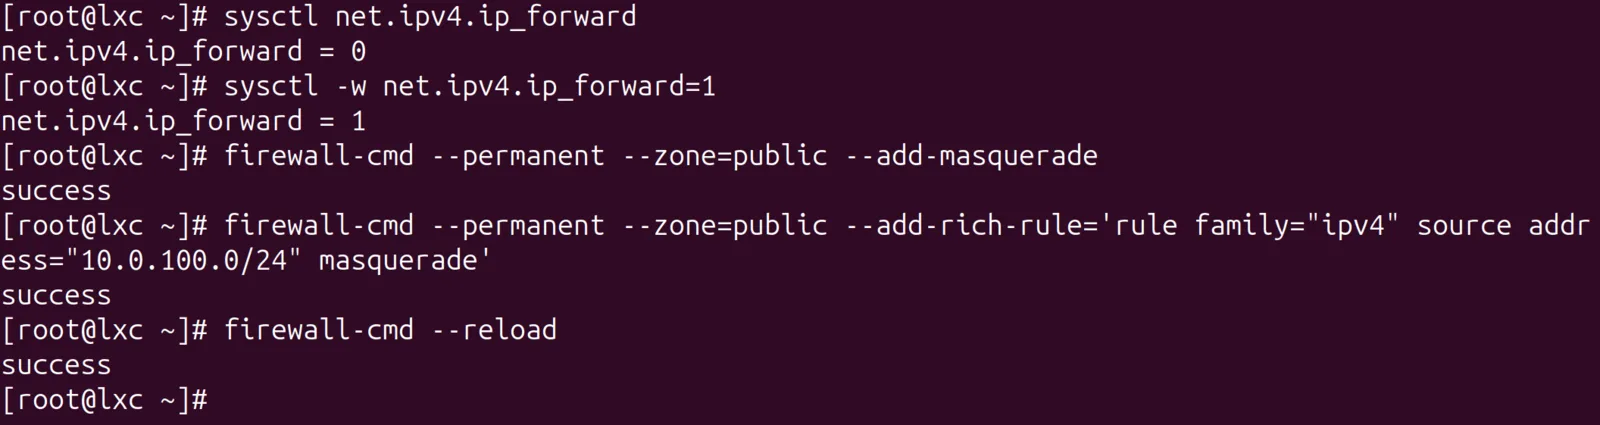 [root@lxc ~]# sysctl net.ipv4.ip_forward
net.ipv4.ip_forward = 0
[root@lxc ~]# sysctl -w net.ipv4.ip_forward=1
net.ipv4.ip_forward = 1
[root@lxc ~]# firewall-cmd --permanent --zone=public --add-masquerade
success
[root@lxc ~]# firewall-cmd --permanent --zone=public --add-rich-rule='rule family="ipv4" source addr
ess="10.0.100.0/24" masquerade'
success
[root@lxc ~]# firewall-cmd --reload
success
[root@lxc ~]#